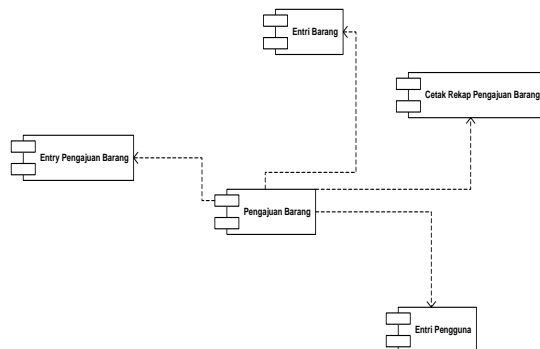 Entri Barang
Cetak Rekap Pengajuan Barang
Entry Pengajuan Barang
Pengajuan Barang
Entri Pengguna